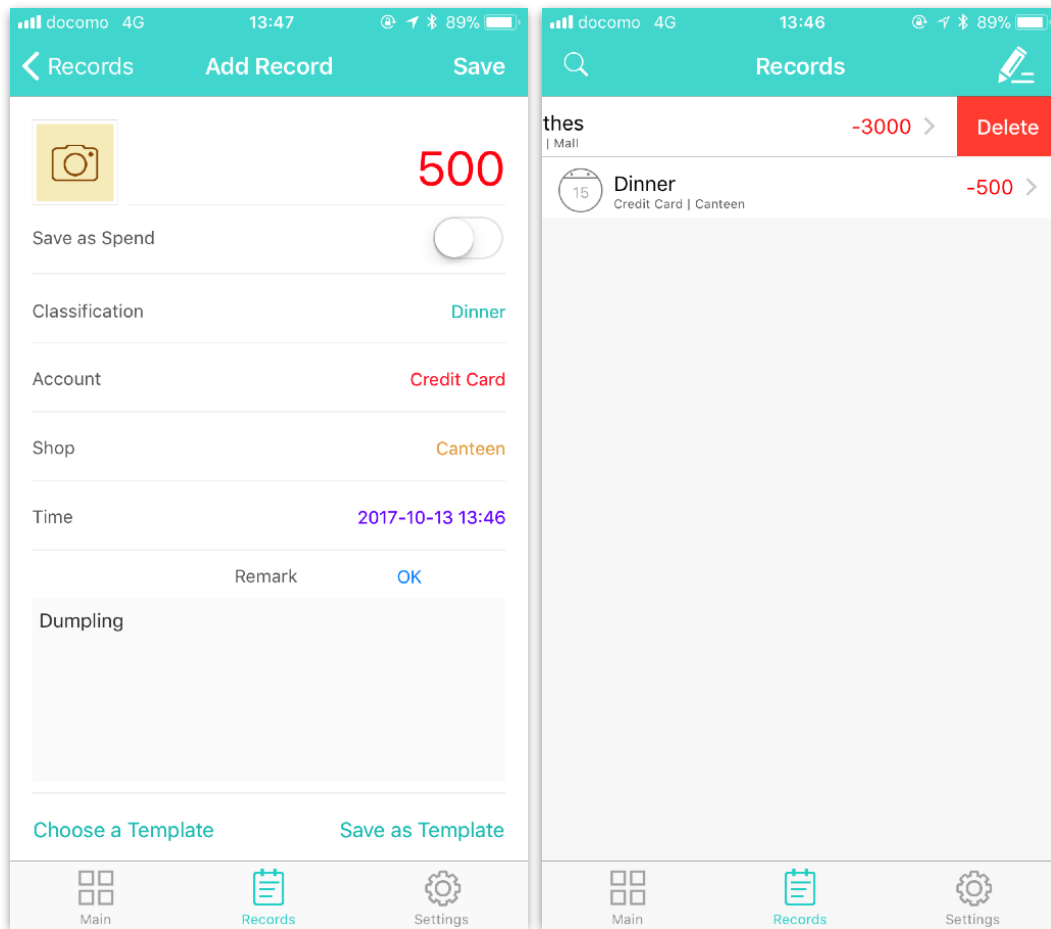 docomo 4G 13:47 89%
Records Add Record Save
500
Save as Spend
Classification Dinner
Account Credit Card
Shop Canteen
Time 2017-10-13 13:46
Remark OK
Dumpling
Choose a Template Save as Template
Main Records Settings
docomo 4G 13:46 89%
Records
thes -3000 Delete
| Mall
15 Dinner -500
Credit Card | Canteen
Main Records Settings